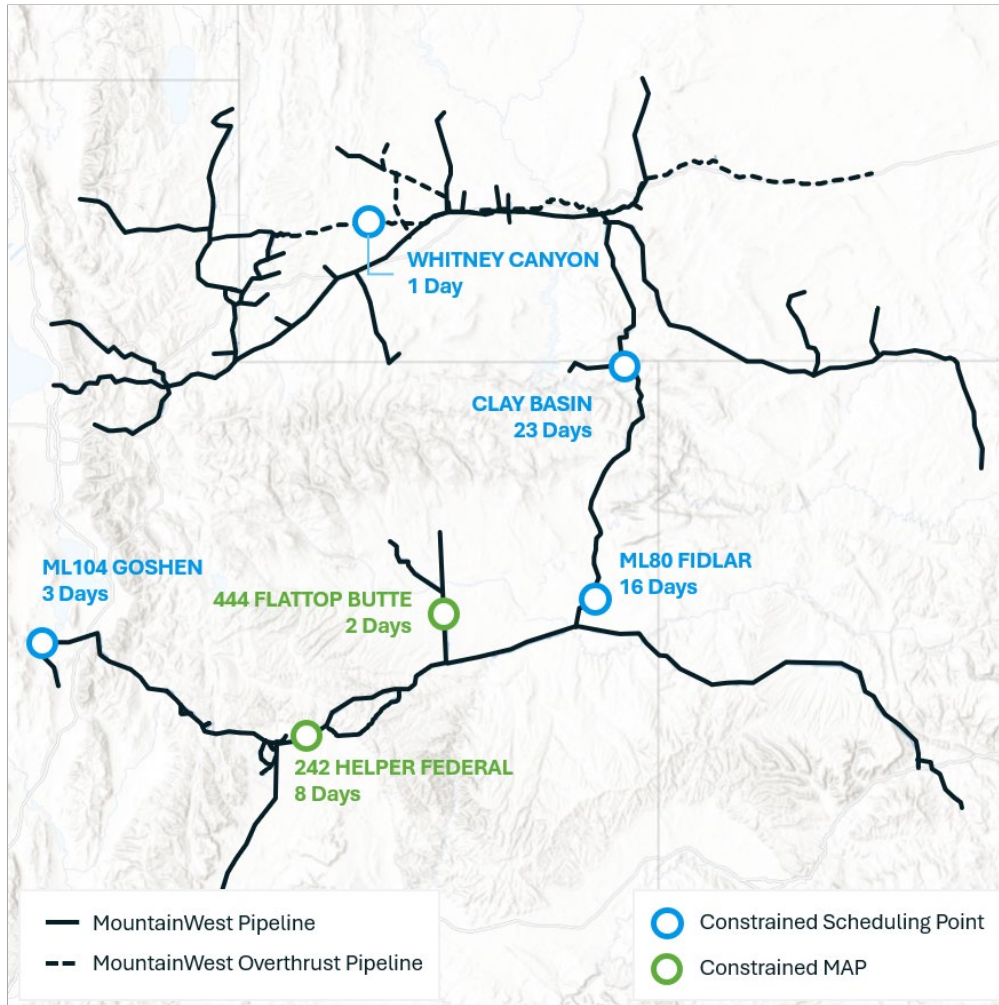 WHITNEY CANYON
1 Day
CLAY BASIN
23 Days
ML104 GOSHEN
3 Days
ML80 FIDLAR
16 Days
444 FLATTOP BUTTE
2 Days
242 HELPER FEDERAL
8 Days
MountainWest Pipeline
MountainWest Overthrust Pipeline
Constrained Scheduling Point
Constrained MAP